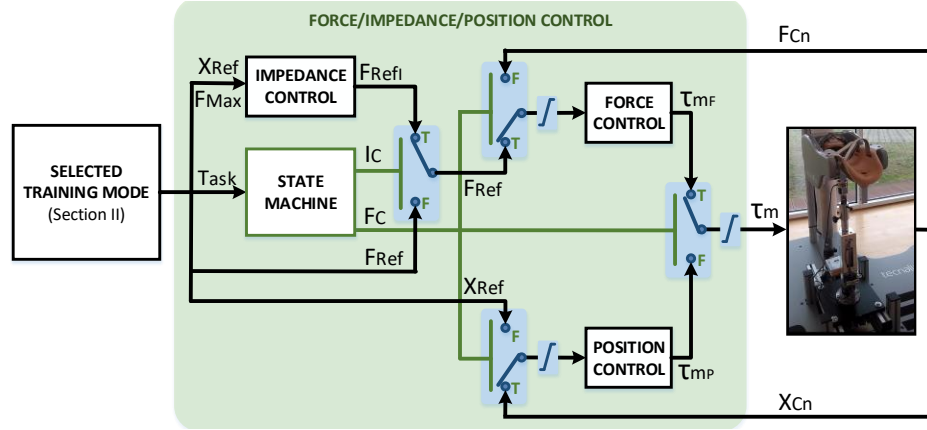 FORCE/IMPEDANCE/POSITION CONTROL
FCn
XRef
FMax
IMPEDANCE
CONTROL
FRefI
F
T
FORCE
CONTROL
τmF
SELECTED
TRAINING MODE
(Section II)
Task
STATE
MACHINE
IC
FC
T
F
FRef
T
F
τm
FRef
XRef
F
T
POSITION
CONTROL
τmP
XCn